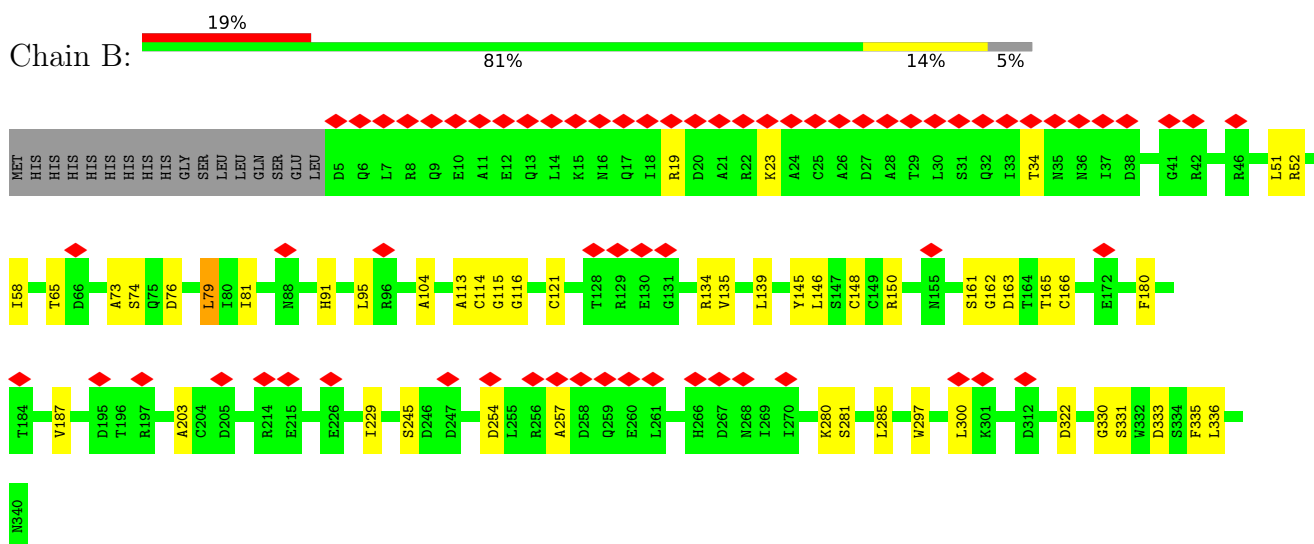 19%
Chain B:
81% 14% 5%
MET HIS HIS HIS HIS HIS HIS HIS HIS HIS GLY SER LEU LEU GLN SER GLU LEU D5 Q6 L7 R8 Q9 E10 A11 E12 Q13 L14 K15 N16 Q17 I18 R19 D20 A21 R22 K23 A24 C25 A26 D27 A28 T29 L30 S31 Q32 I33 T34 N35 N36 I37 D38 G41 R42 R46 L51 R52
I58 T65 D66 A73 S74 Q75 D76 L79 I80 I81 N88 H91 L95 R96 A104 A113 C114 G115 G116 C121 T128 R129 E130 G131 R134 V135 L139 Y145 L146 S147 C148 C149 R150 N155 S161 G162 D163 T164 T165 C166 E172 F180
T184 V187 D195 T196 R197 A203 C204 D205 R214 E215 E226 I229 S245 D246 D247 D254 L255 R256 A257 D258 Q259 E260 L261 H266 D267 N268 I269 I270 K280 S281 L285 W297 L300 K301 D312 D322 G330 S331 W332 D333 S334 F335 L336
N340